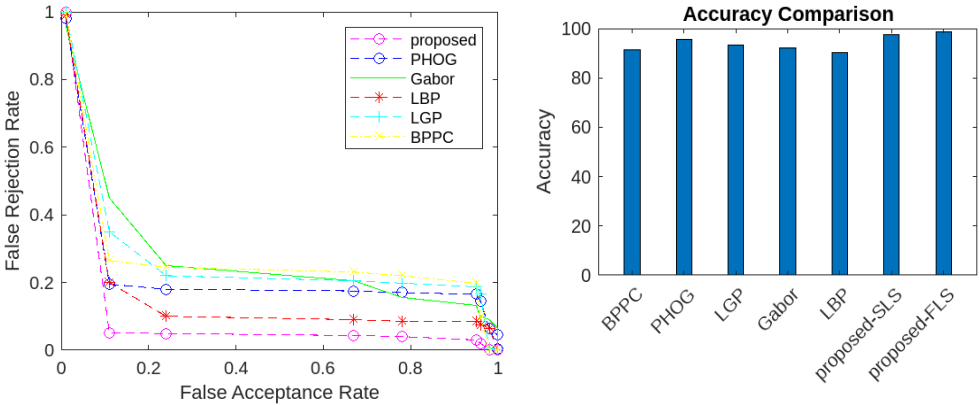 False Rejection Rate
1
0.8
0.6
0.4
0.2
0
0
0.2
0.4
0.6
0.8
1
False Acceptance Rate
proposed
PHOG
Gabor
LBP
LGP
BPPC
Accuracy Comparison
Accuracy
100
80
60
40
20
0
BPPC
PHOG
LGP
Gabor
LBP
proposed-SLS
proposed-FLS